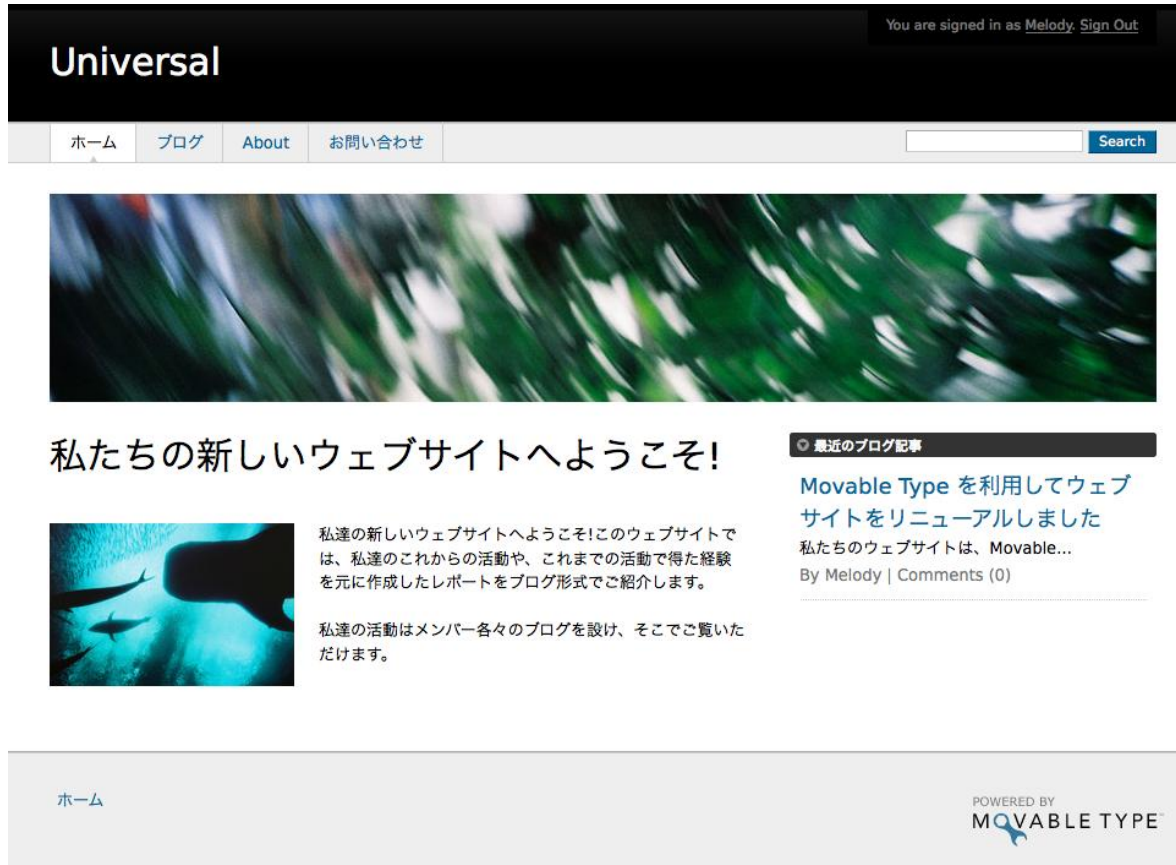 You are signed in as Melody. Sign Out
Universal
ホーム ブログ About お問い合わせ Search
私たちの新しいウェブサイトへようこそ!
私達の新しいウェブサイトへようこそ!このウェブサイトで
は、私達のこれからの活動や、これまでの活動で得た経験
を元に作成したレポートをブログ形式でご紹介します。
私達の活動はメンバー各々のブログを設け、そこでご覧いた
だけます。
最近のブログ記事
Movable Type を利用してウェブ
サイトをリニューアルしました
私たちのウェブサイトは、Movable...
By Melody | Comments (0)
ホーム
POWERED BY
MOVABLE TYPE